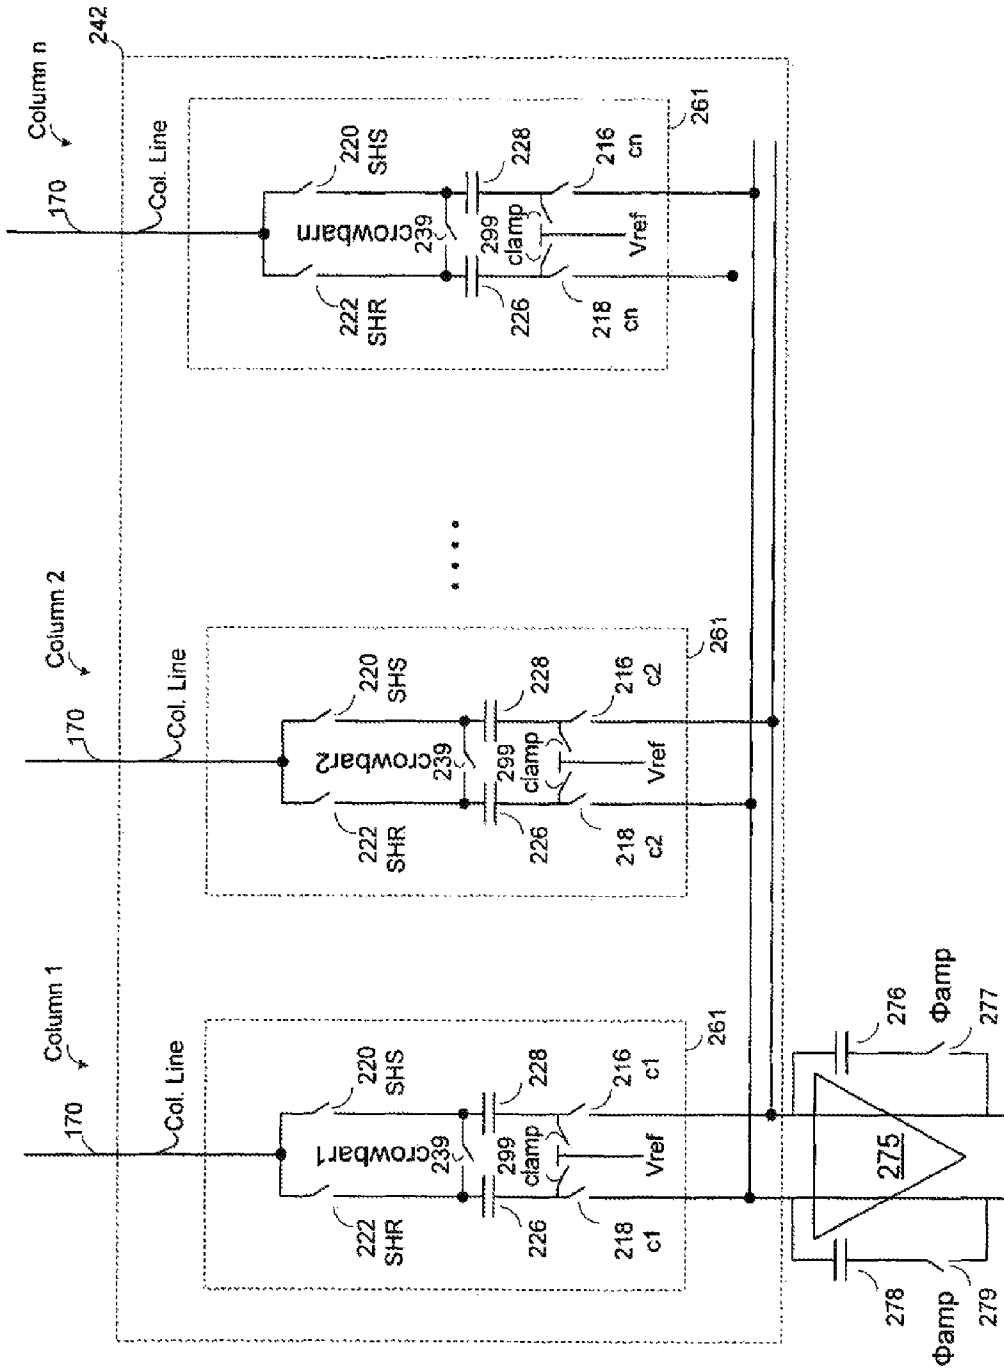 242
Column 1
170
Col. Line
220
SHS
222
SHR
crowbar1
239
228
226
299
clamp
Vref
216
c1
218
c1
261
Column 2
170
Col. Line
220
SHS
222
SHR
crowbar2
239
228
226
299
clamp
Vref
216
c2
218
c2
261
Column n
170
Col. Line
220
SHS
222
SHR
crowbarn
239
228
226
299
clamp
Vref
216
cn
218
cn
261
275
276
Φamp
277
278
Φamp
279